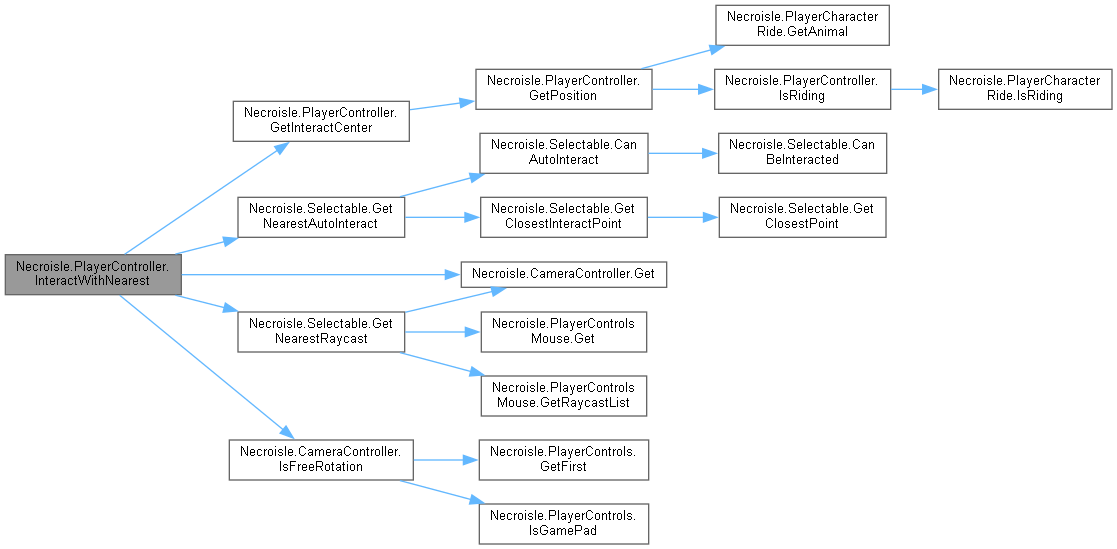 Necroisle.PlayerCharacter
Ride.GetAnimal
Necroisle.PlayerController.
GetPosition
Necroisle.PlayerController.
IsRiding
Necroisle.PlayerCharacter
Ride.IsRiding
Necroisle.PlayerController.
GetInteractCenter
Necroisle.Selectable.Can
AutoInteract
Necroisle.Selectable.Can
BeInteracted
Necroisle.Selectable.Get
NearestAutoInteract
Necroisle.Selectable.Get
ClosestInteractPoint
Necroisle.Selectable.Get
ClosestPoint
Necroisle.PlayerController.
InteractWithNearest
Necroisle.CameraController.Get
Necroisle.Selectable.Get
NearestRaycast
Necroisle.PlayerControls
Mouse.Get
Necroisle.PlayerControls
Mouse.GetRaycastList
Necroisle.CameraController.
IsFreeRotation
Necroisle.PlayerControls.
GetFirst
Necroisle.PlayerControls.
IsGamePad